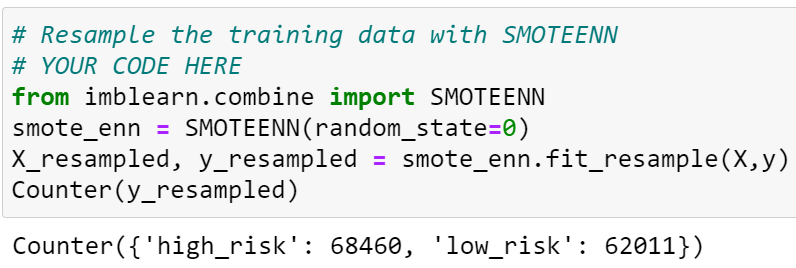 # Resample the training data with SMOTEENN
# YOUR CODE HERE
from imblearn.combine import SMOTEENN
smote_enn = SMOTEENN(random_state=0)
X_resampled, y_resampled = smote_enn.fit_resample(X,y)
Counter(y_resampled)
Counter({'high_risk': 68460, 'low_risk': 62011})